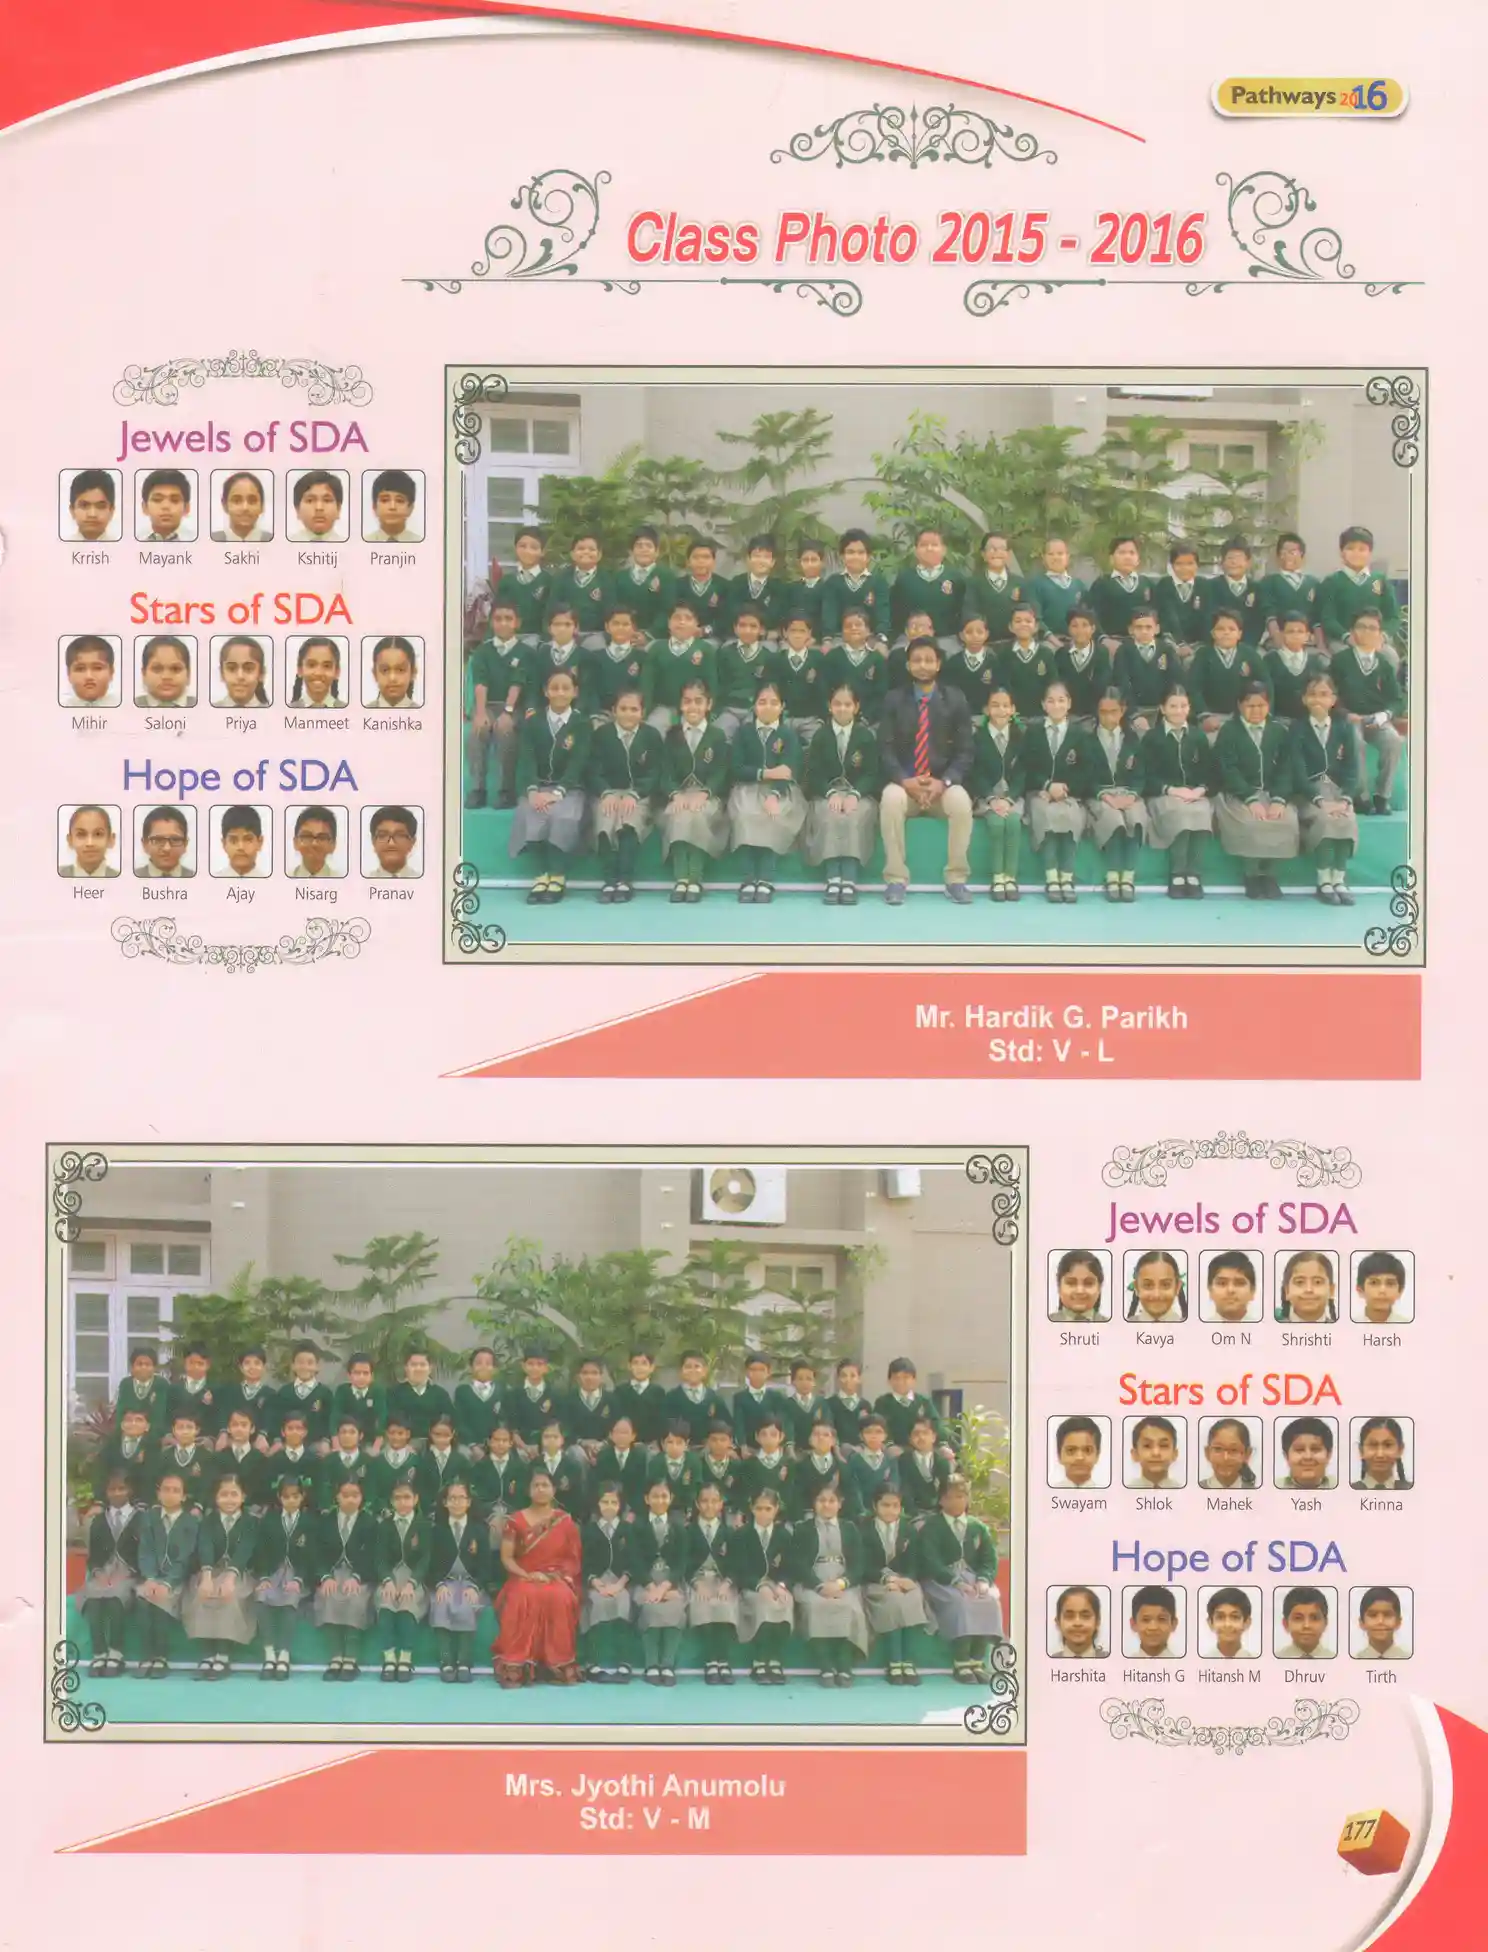 Pathways 2016
Class Photo 2015 - 2016
Jewels of SDA
Krrish Mayank Sakhi Kshitij Pranjin
Stars of SDA
Mihir Saloni Priya Manmeet Kanishka
Hope of SDA
Heer Bushra Ajay Nisarg Pranav
Mr. Hardik G. Parikh
Std: V - L
Jewels of SDA
Shruti Kavya Om N Shrishti Harsh
Stars of SDA
Swayam Shlok Mahek Yash Krinna
Hope of SDA
Harshita Hitansh G Hitansh M Dhruv Tirth
Mrs. Jyothi Anumolu
Std: V - M
177